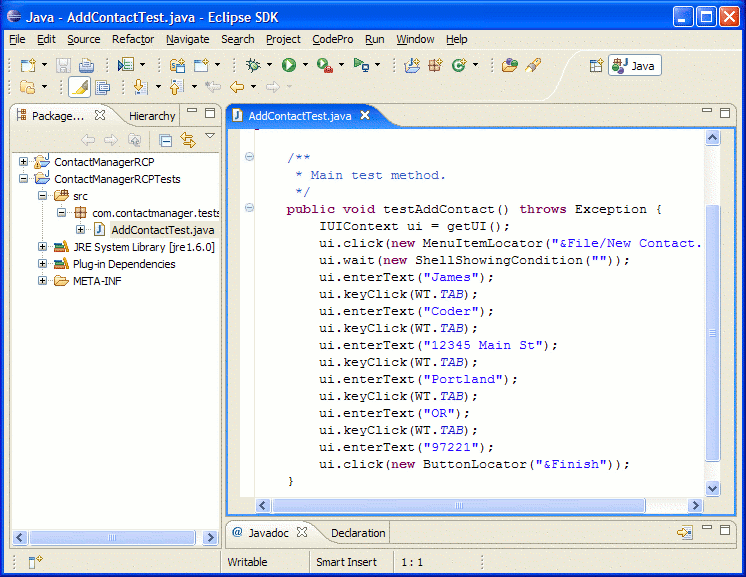 Java - AddContactTest.java - Eclipse SDK
File Edit Source Refactor Navigate Search Project CodePro Run Window Help
Java
Package... Hierarchy
ContactManagerRCP
ContactManagerRCPTests
src
com.contactmanager.tests
AddContactTest.java
JRE System Library [jre1.6.0]
Plug-in Dependencies
META-INF
AddContactTest.java
/**
* Main test method.
*/
public void testAddContact() throws Exception {
IUIContext ui = getUI();
ui.click(new MenuItemLocator("&File/New Contact.
ui.wait(new ShellShowingCondition(""));
ui.enterText("James");
ui.keyClick(WT.TAB);
ui.enterText("Coder");
ui.keyClick(WT.TAB);
ui.enterText("12345 Main St");
ui.keyClick(WT.TAB);
ui.enterText("Portland");
ui.keyClick(WT.TAB);
ui.enterText("OR");
ui.keyClick(WT.TAB);
ui.enterText("97221");
ui.click(new ButtonLocator("&Finish"));
}
@ Javadoc Declaration
Writable Smart Insert 1 : 1